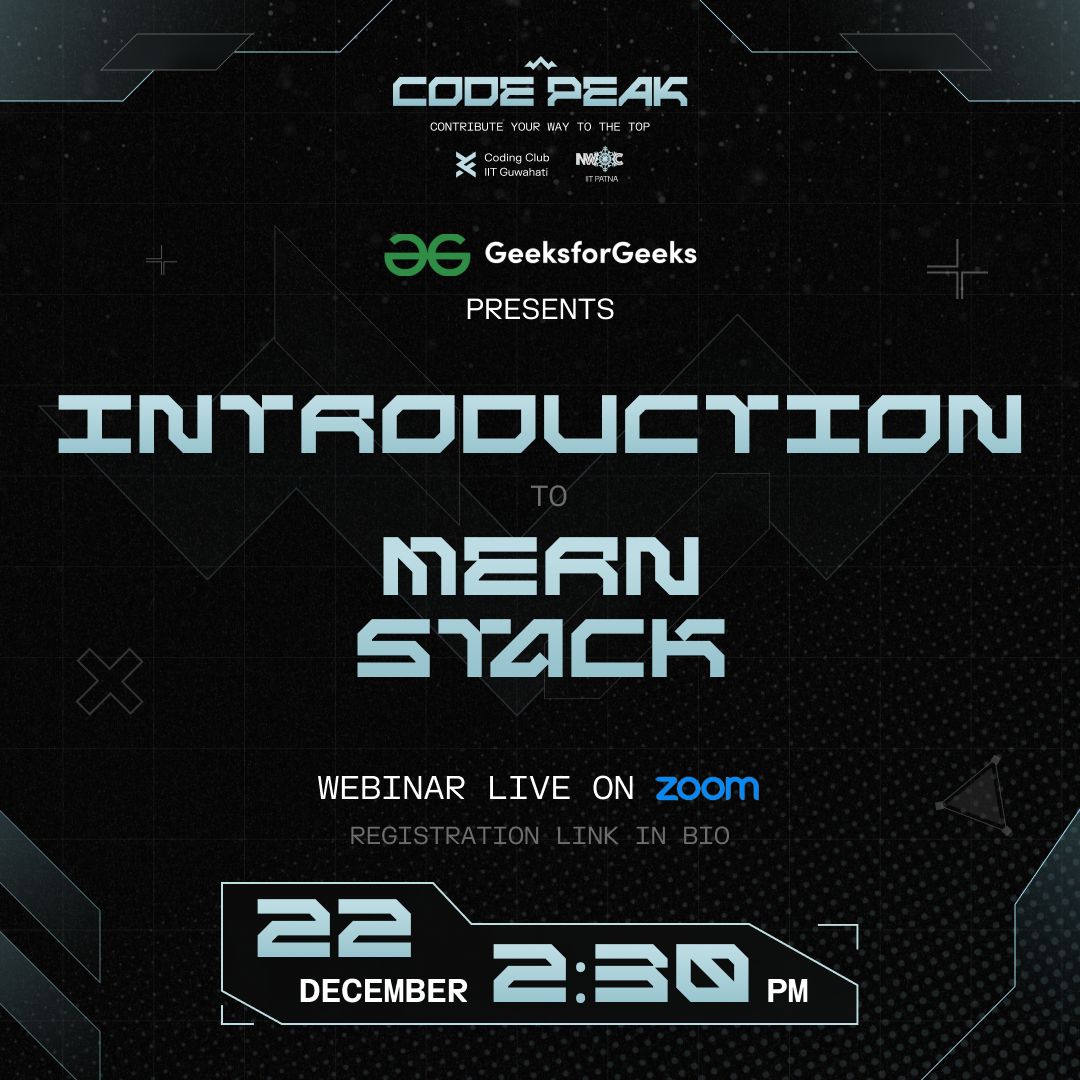 CODE PEAK
CONTRIBUTE YOUR WAY TO THE TOP
Coding Club
IIT Guwahati
NWOC
IIT PATNA
GeeksforGeeks
PRESENTS
INTRODUCTION
TO
MERN
STACK
WEBINAR LIVE ON zoom
REGISTRATION LINK IN BIO
22
DECEMBER
2:30 PM